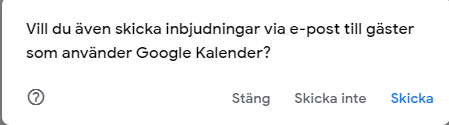 Vill du även skicka inbjudningar via e-post till gäster
som använder Google Kalender?
Stäng Skicka inte Skicka